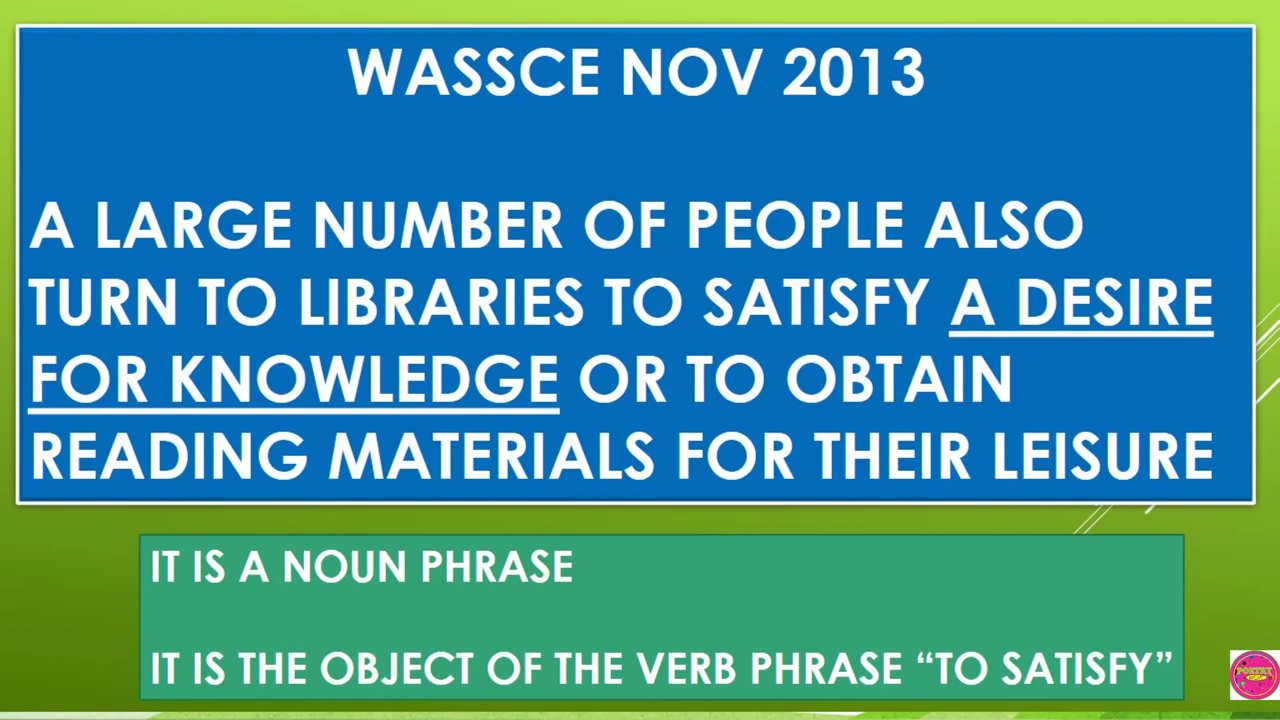 WASSCE NOV 2013
A LARGE NUMBER OF PEOPLE ALSO
TURN TO LIBRARIES TO SATISFY A DESIRE
FOR KNOWLEDGE OR TO OBTAIN
READING MATERIALS FOR THEIR LEISURE
IT IS A NOUN PHRASE
IT IS THE OBJECT OF THE VERB PHRASE “TO SATISFY”
POETRY